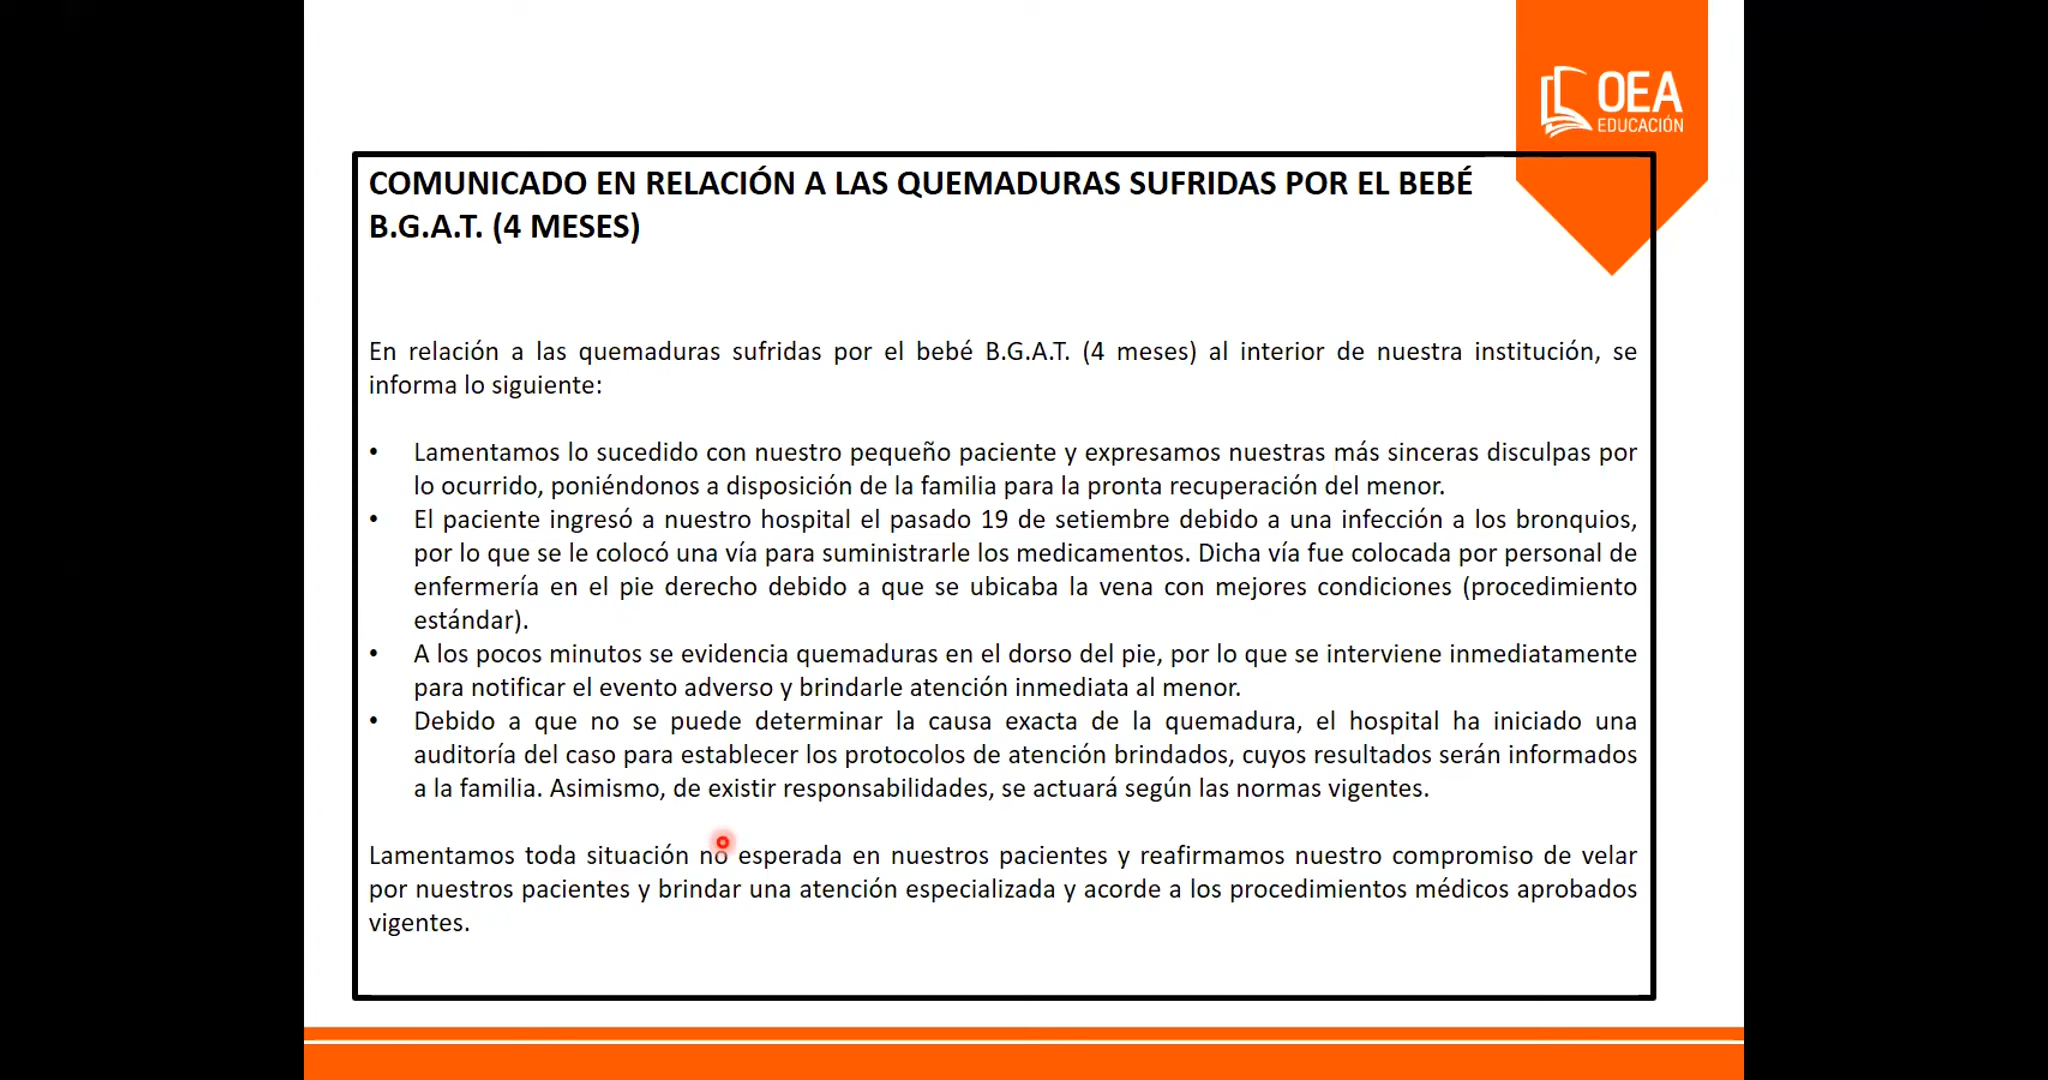 OEA
EDUCACIÓN
COMUNICADO EN RELACIÓN A LAS QUEMADURAS SUFRIDAS POR EL BEBÉ
B.G.A.T. (4 MESES)
En relación a las quemaduras sufridas por el bebé B.G.A.T. (4 meses) al interior de nuestra institución, se
informa lo siguiente:
• Lamentamos lo sucedido con nuestro pequeño paciente y expresamos nuestras más sinceras disculpas por
lo ocurrido, poniéndonos a disposición de la familia para la pronta recuperación del menor.
• El paciente ingresó a nuestro hospital el pasado 19 de setiembre debido a una infección a los bronquios,
por lo que se le colocó una vía para suministrarle los medicamentos. Dicha vía fue colocada por personal de
enfermería en el pie derecho debido a que se ubicaba la vena con mejores condiciones (procedimiento
estándar).
• A los pocos minutos se evidencia quemaduras en el dorso del pie, por lo que se interviene inmediatamente
para notificar el evento adverso y brindarle atención inmediata al menor.
• Debido a que no se puede determinar la causa exacta de la quemadura, el hospital ha iniciado una
auditoría del caso para establecer los protocolos de atención brindados, cuyos resultados serán informados
a la familia. Asimismo, de existir responsabilidades, se actuará según las normas vigentes.
Lamentamos toda situación no esperada en nuestros pacientes y reafirmamos nuestro compromiso de velar
por nuestros pacientes y brindar una atención especializada y acorde a los procedimientos médicos aprobados
vigentes.